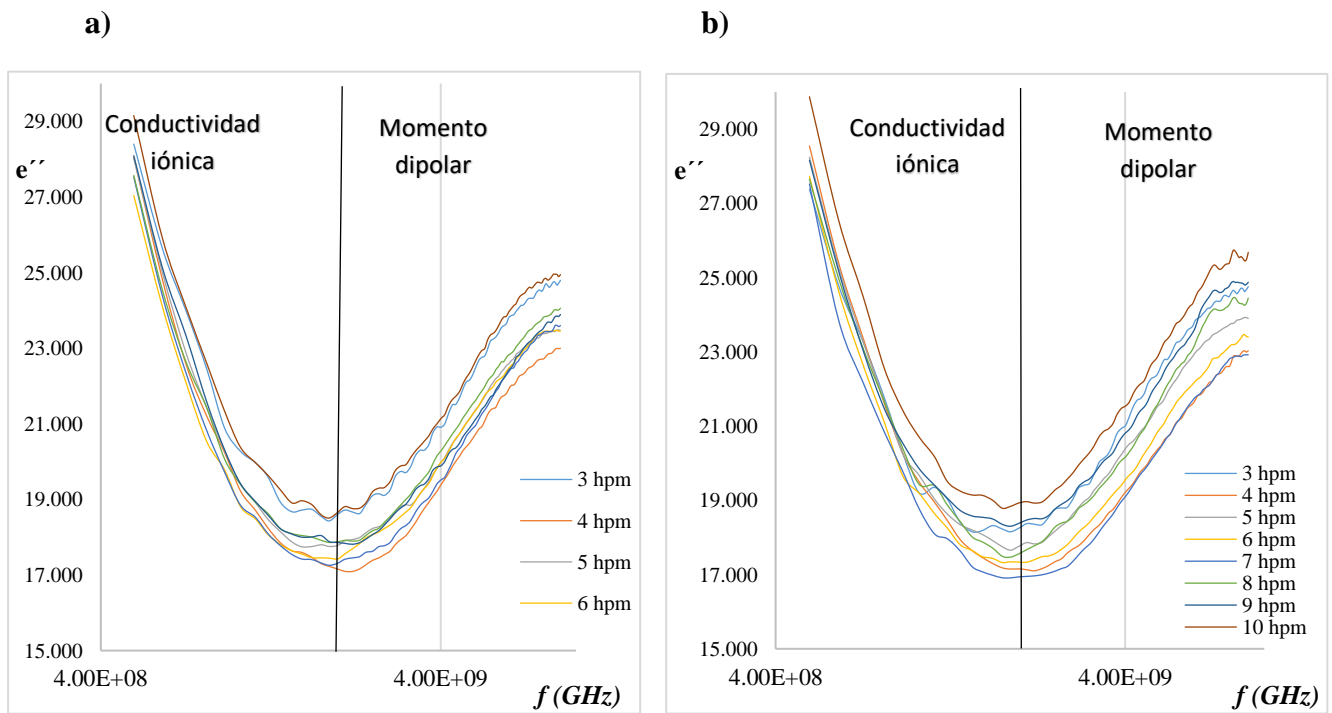 a)
Conductividad
iónica
Momento
dipolar
e´´
29.000
27.000
25.000
23.000
21.000
19.000
17.000
15.000
4.00E+08
4.00E+09
f (GHz)
3 hpm
4 hpm
5 hpm
6 hpm
b)
Conductividad
iónica
Momento
dipolar
e´´
29.000
27.000
25.000
23.000
21.000
19.000
17.000
15.000
4.00E+08
4.00E+09
f (GHz)
3 hpm
4 hpm
5 hpm
6 hpm
7 hpm
8 hpm
9 hpm
10 hpm